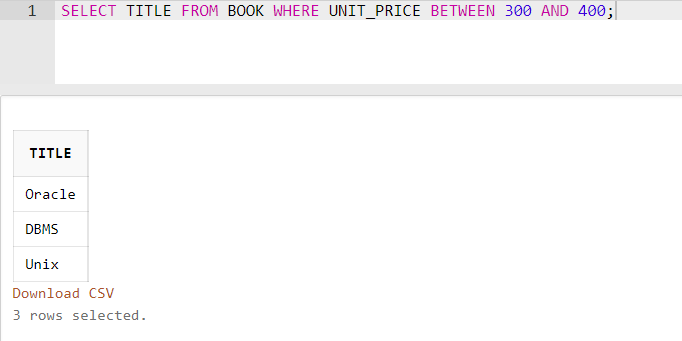 1 SELECT TITLE FROM BOOK WHERE UNIT_PRICE BETWEEN 300 AND 400;
TITLE
Oracle
DBMS
Unix
Download CSV
3 rows selected.